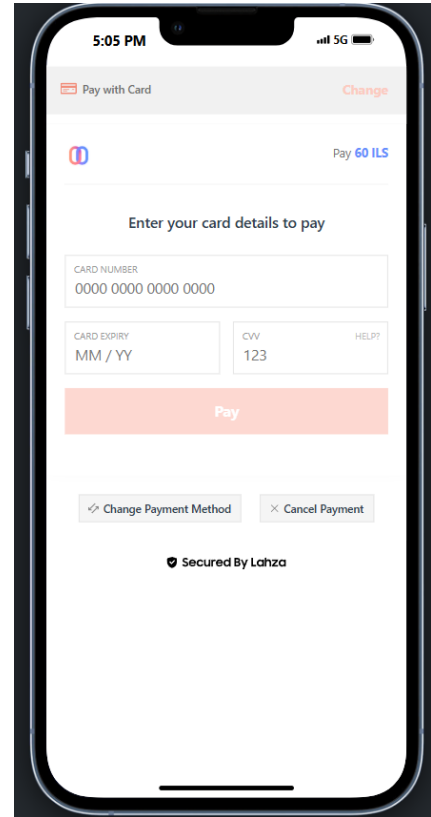 5:05 PM 5G
Pay with Card Change
Pay 60 ILS
Enter your card details to pay
CARD NUMBER
0000 0000 0000 0000
CARD EXPIRY CVV HELP?
MM / YY 123
Pay
Change Payment Method Cancel Payment
Secured By Lahza